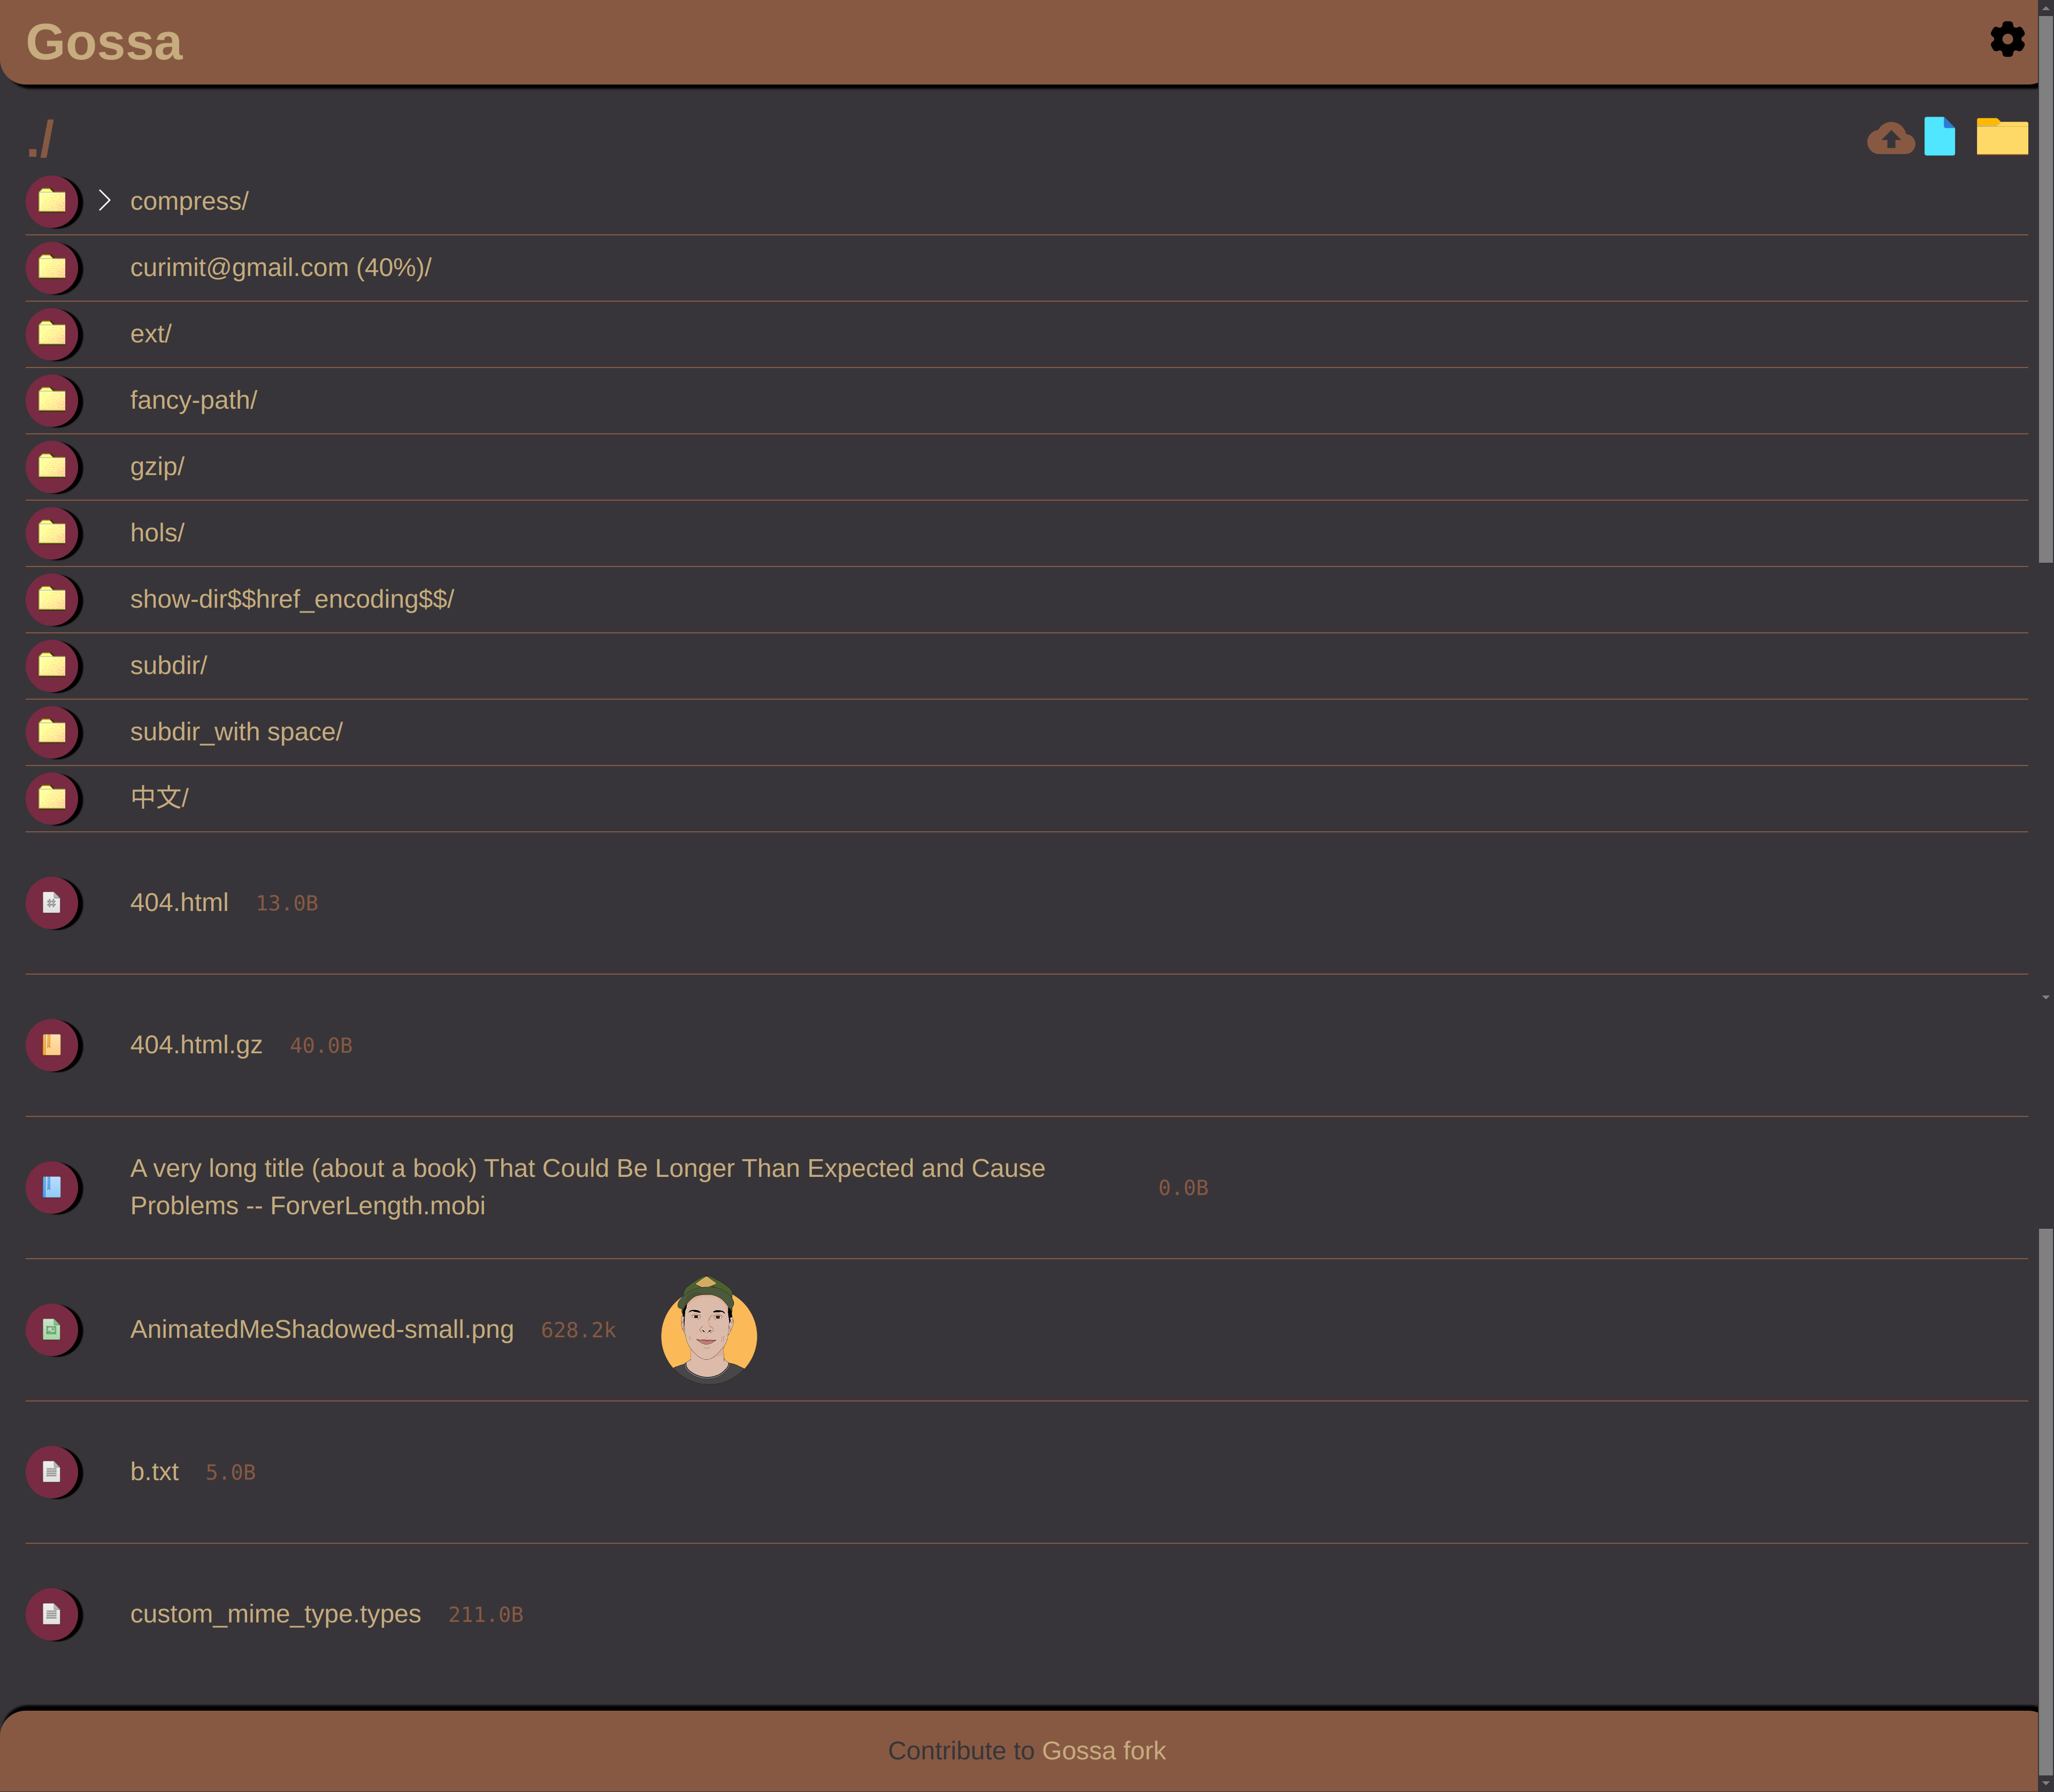 Gossa
./
compress/
curimit@gmail.com (40%)/
ext/
fancy-path/
gzip/
hols/
show-dir$$href_encoding$$/
subdir/
subdir_with space/
中文/
404.html 13.0B
404.html.gz 40.0B
A very long title (about a book) That Could Be Longer Than Expected and Cause
Problems -- ForverLength.mobi
0.0B
AnimatedMeShadowed-small.png 628.2k
b.txt 5.0B
custom_mime_type.types 211.0B
Contribute to Gossa fork